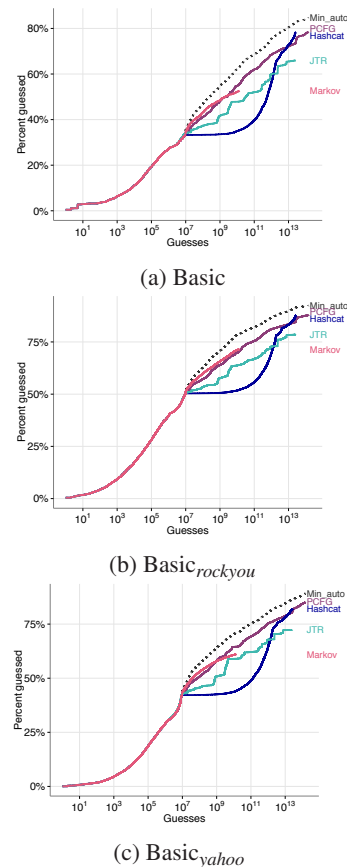 Min_auto
PCFG
Hashcat
JTR
Markov
80%
60%
40%
20%
0%
Percent guessed
10^1 10^3 10^5 10^7 10^9 10^11 10^13
Guesses
(a) Basic
Min_auto
PCFG
Hashcat
JTR
Markov
75%
50%
25%
0%
Percent guessed
10^1 10^3 10^5 10^7 10^9 10^11 10^13
Guesses
(b) Basic_rockyou
Min_auto
PCFG
Hashcat
JTR
Markov
75%
50%
25%
0%
Percent guessed
10^1 10^3 10^5 10^7 10^9 10^11 10^13
Guesses
(c) Basic_yahoo